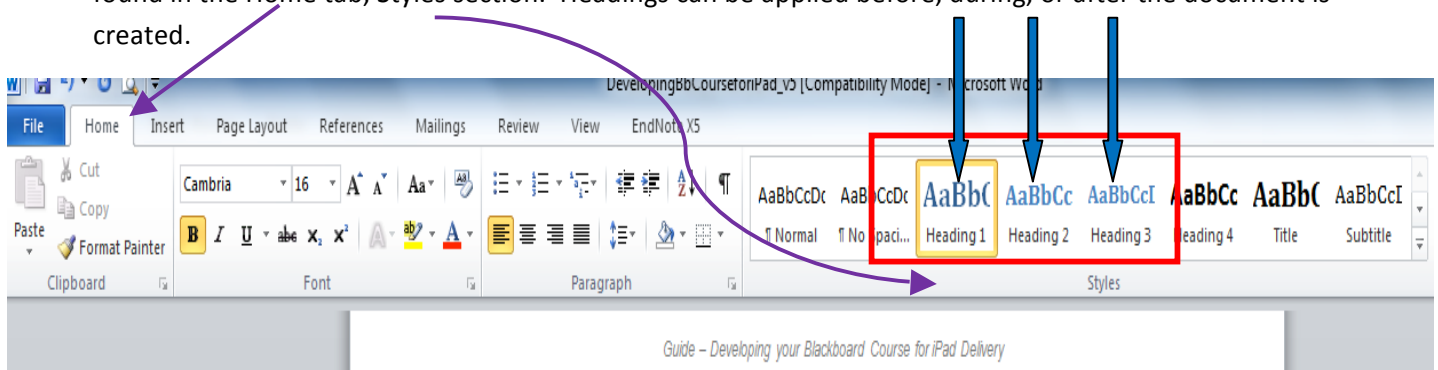 found in the Home tab, Styles section. Headings can be applied before, during, or after the document is
created.
DevelopingBbCourseforiPad_v5 [Compatibility Mode] - Microsoft Word
File Home Insert Page Layout References Mailings Review View EndNote X5
Cut
Copy
Format Painter
Paste
Clipboard
Cambria 16 A A Aa
B I U abc X₂ X² A ab A
Font
Paragraph
AaBbCcDc AaBbCcDc AaBb( AaBbCc AaBbCcI AaBbCc AaBb( AaBbCcI
¶ Normal ¶ No Spaci... Heading 1 Heading 2 Heading 3 Heading 4 Title Subtitle
Styles
Guide – Developing your Blackboard Course for iPad Delivery